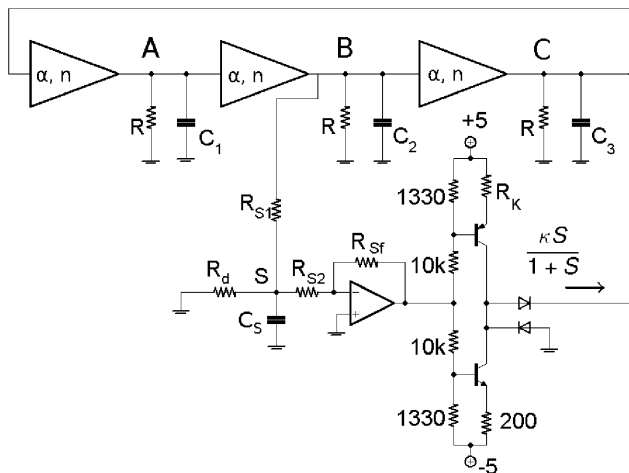 A B C
α, n α, n α, n
R C1 R C2 R C3
+5
1330 RK
RS1
RSf
κS
1 + S
10k
Rd S RS2
−
+
CS
10k
1330 200
-5